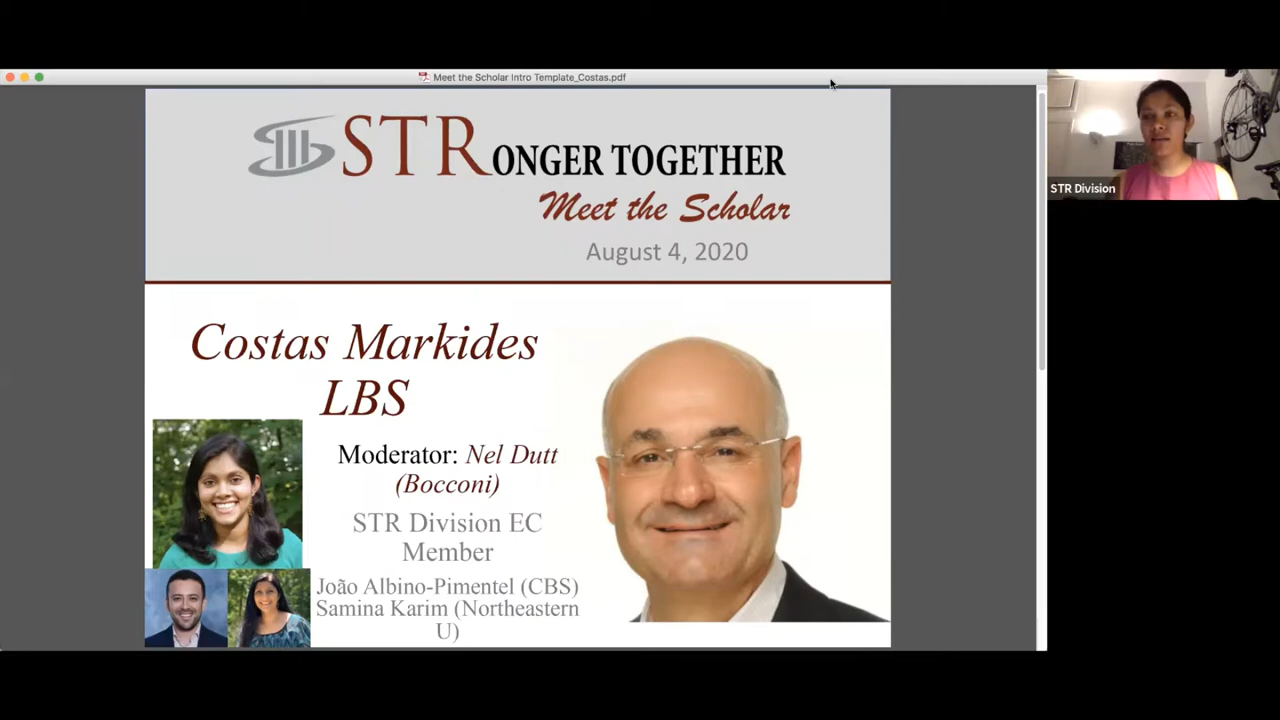 Meet the Scholar Intro Template_Costas.pdf
STRONGER TOGETHER
Meet the Scholar
August 4, 2020
Costas Markides
LBS
Moderator: Nel Dutt
(Bocconi)
STR Division EC
Member
João Albino-Pimentel (CBS)
Samina Karim (Northeastern
U)
STR Division